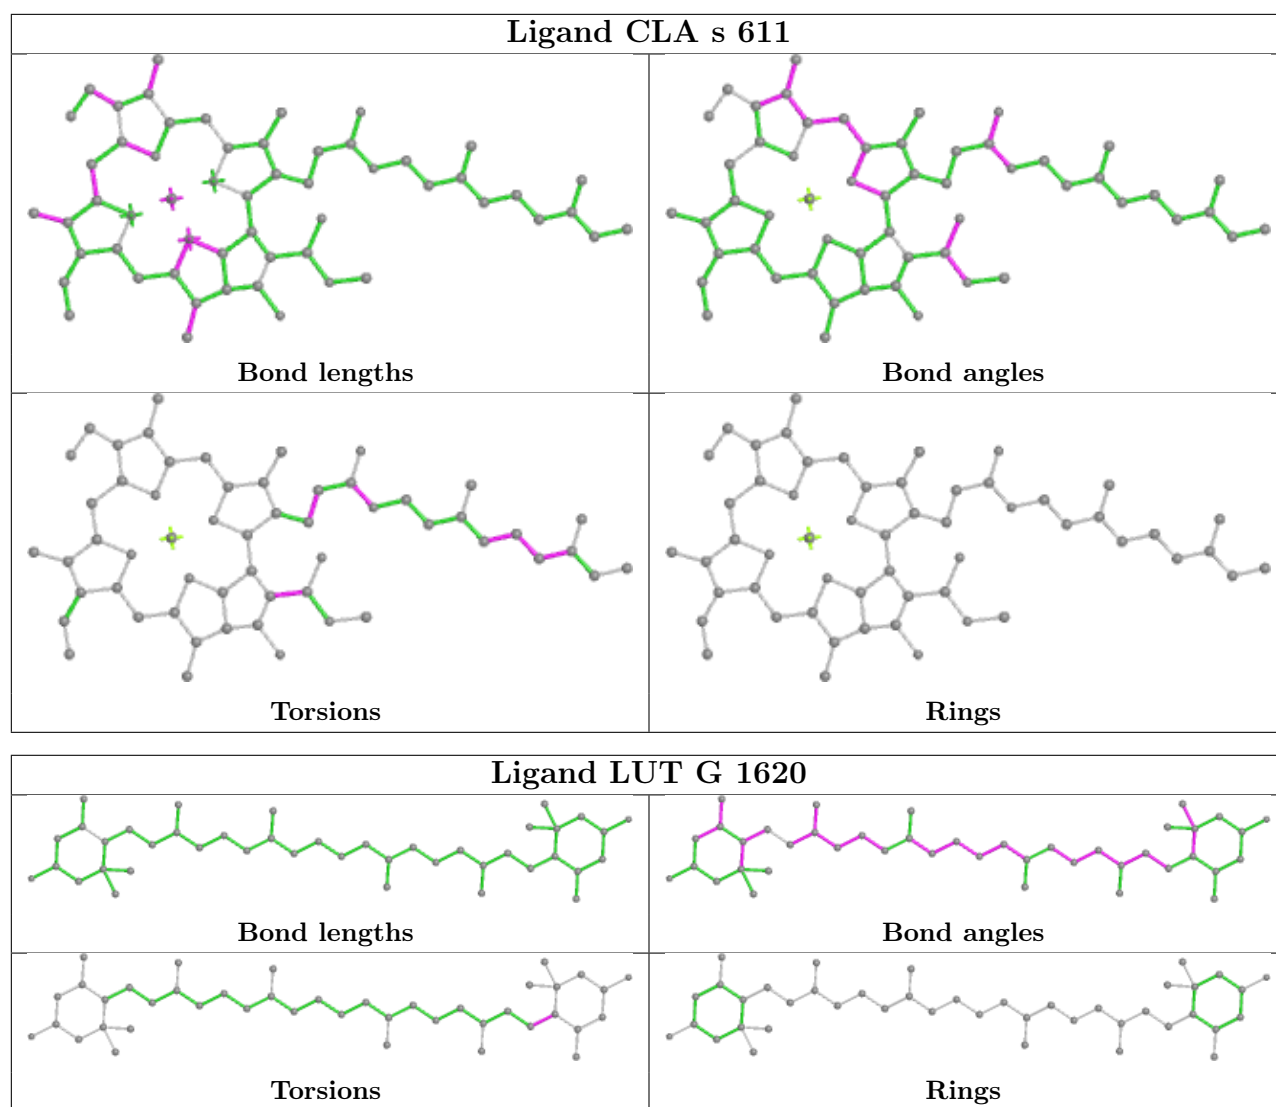 Ligand CLA s 611
Bond lengths
Bond angles
Torsions
Rings
Ligand LUT G 1620
Bond lengths
Bond angles
Torsions
Rings